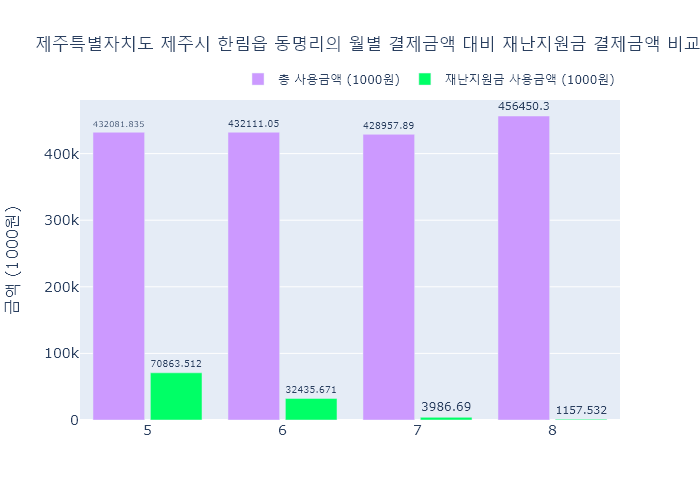 제주특별자치도 제주시 한림읍 동명리의 월별 결제금액 대비 재난지원금 결제금액 비교
총 사용금액 (1000원)
재난지원금 사용금액 (1000원)
금액 (1000원)
400k
300k
200k
100k
0
432081.835
432111.05
428957.89
456450.3
70863.512
32435.671
3986.69
1157.532
5
6
7
8